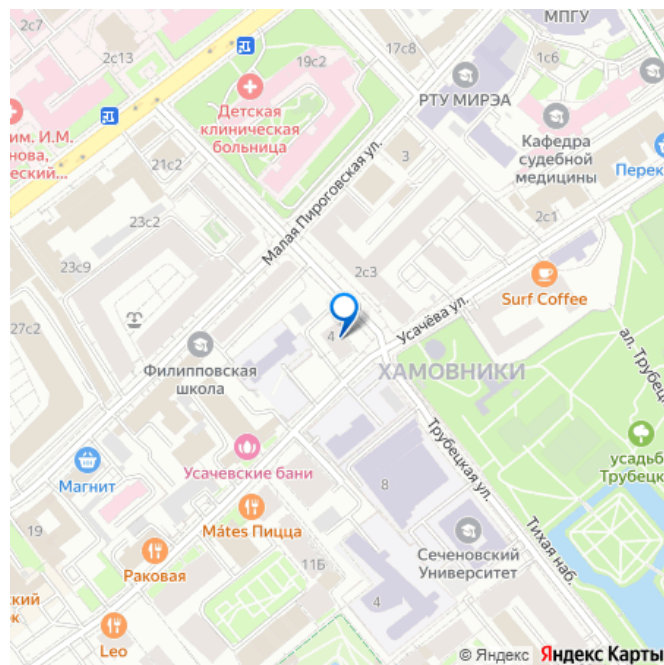 2с7
2с13
2с2
19с2
17с8
МПГУ
1с6
РТУ МИРЭА
Детская
клиническая
больница
им. И.М.
нова,
еский...
Кафедра
судебной
медицины
Перек
21с2
3
23с2
Малая Пироговская ул.
2с1
23с9
2с3
Surf Coffee
27с2
4
Усачёва ул.
Филипповская
школа
ХАМОВНИКИ
ал. Трубецк
Трубецкая ул.
усадьб
Трубецк
Усачевские бани
Магнит
8
Mátes Пицца
19
Тихая наб.
11Б
Раковая
Сеченовский
Университет
ский
ок
4
Leo
© Яндекс Яндекс Карты